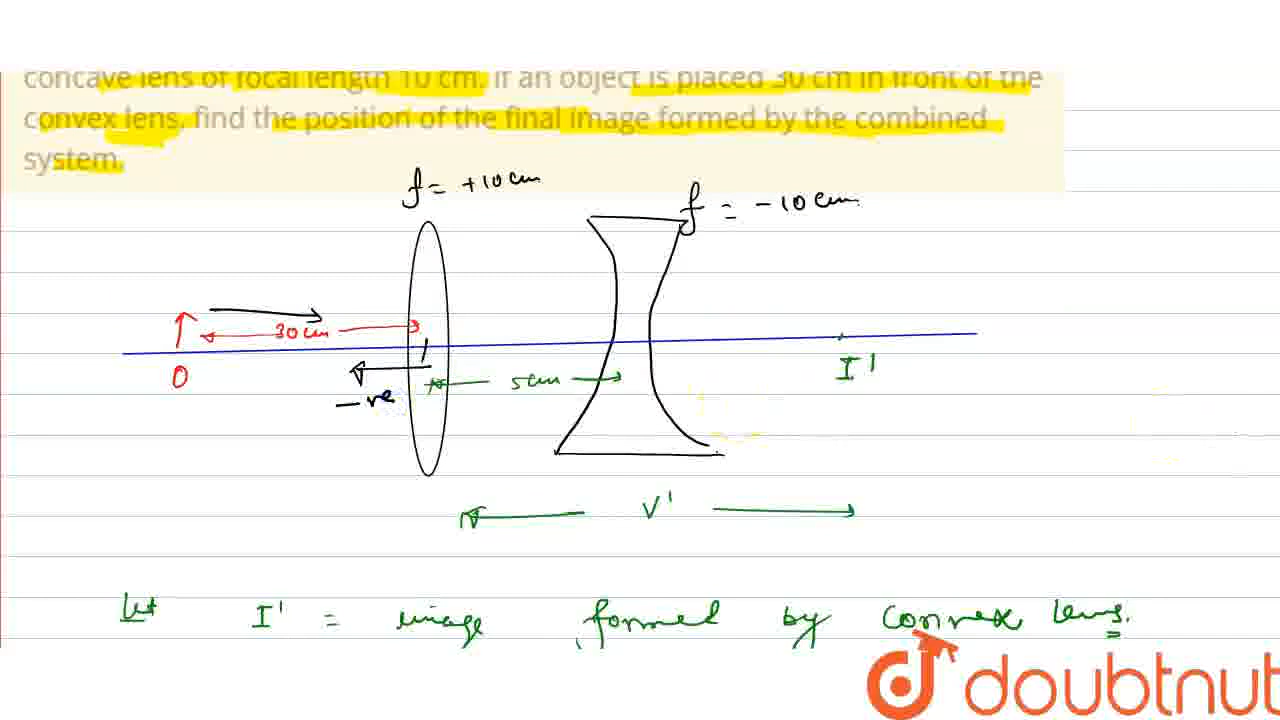 concave lens of focal length 10 cm. If an object is placed 30 cm in front of the
convex lens, find the position of the final image formed by the combined
system.
f = +10 cm
f = -10 cm
30 cm
O
-ve
5 cm
I'
V'
let I' = image formed by convex lens.
doubtnut